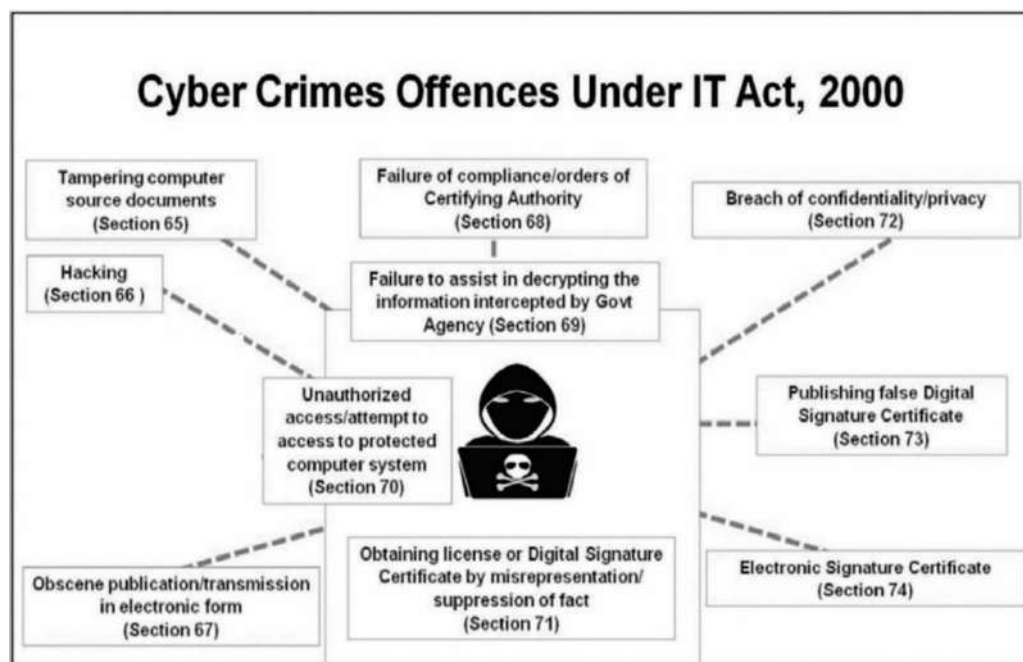 Cyber Crimes Offences Under IT Act, 2000
Tampering computer
source documents
(Section 65)
Failure of compliance/orders of
Certifying Authority
(Section 68)
Breach of confidentiality/privacy
(Section 72)
Hacking
(Section 66 )
Failure to assist in decrypting the
information intercepted by Govt
Agency (Section 69)
Unauthorized
access/attempt to
access to protected
computer system
(Section 70)
Publishing false Digital
Signature Certificate
(Section 73)
Obscene publication/transmission
in electronic form
(Section 67)
Obtaining license or Digital Signature
Certificate by misrepresentation/
suppression of fact
(Section 71)
Electronic Signature Certificate
(Section 74)